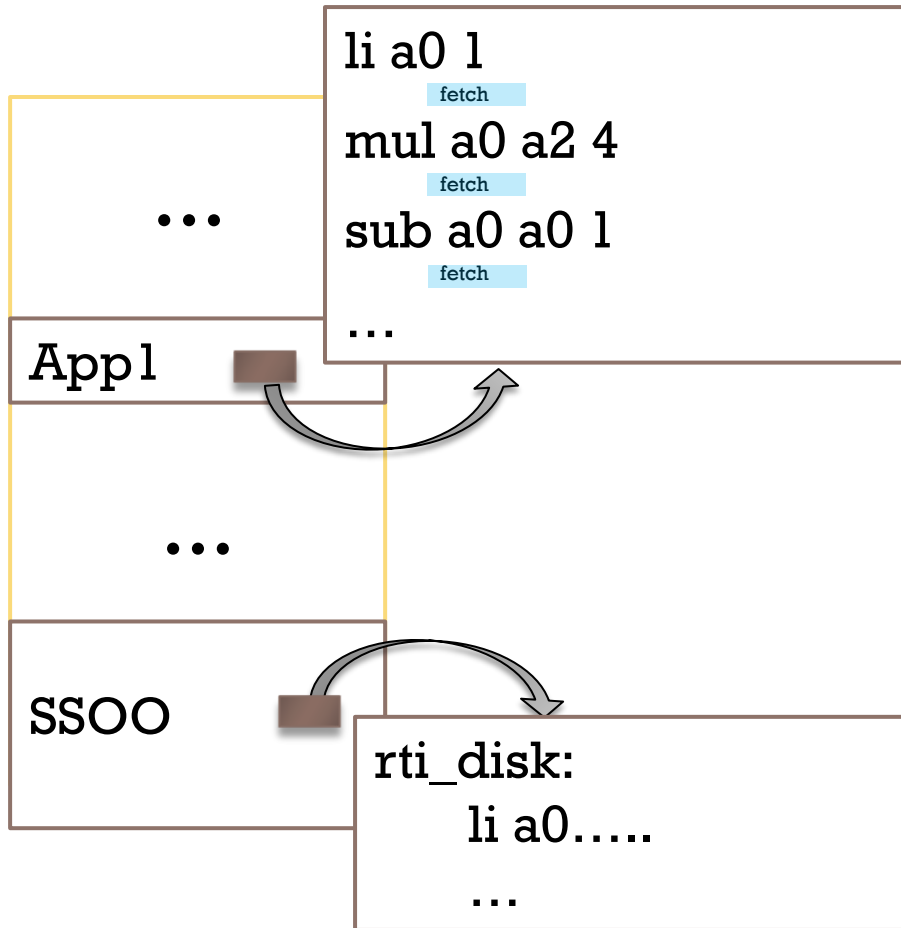 li a0 1
fetch
mul a0 a2 4
fetch
sub a0 a0 1
fetch
…
…
App1
…
SSOO
rti_disk:
li a0…..
…